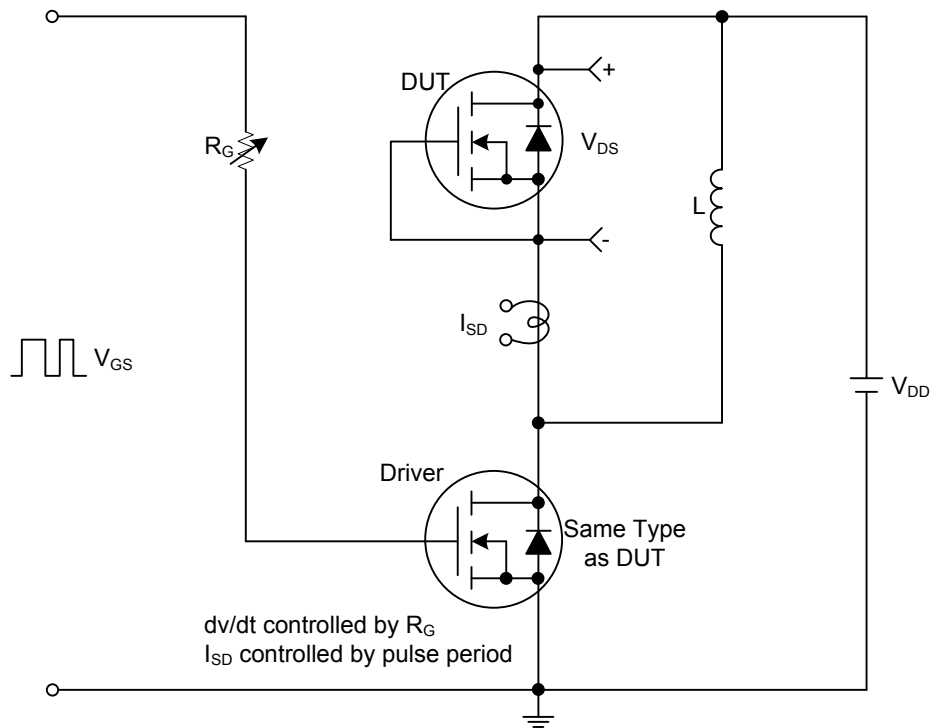 DUT
+
R_G
V_DS
L
-
I_SD
V_GS
V_DD
Driver
Same Type
as DUT
dv/dt controlled by R_G
I_SD controlled by pulse period